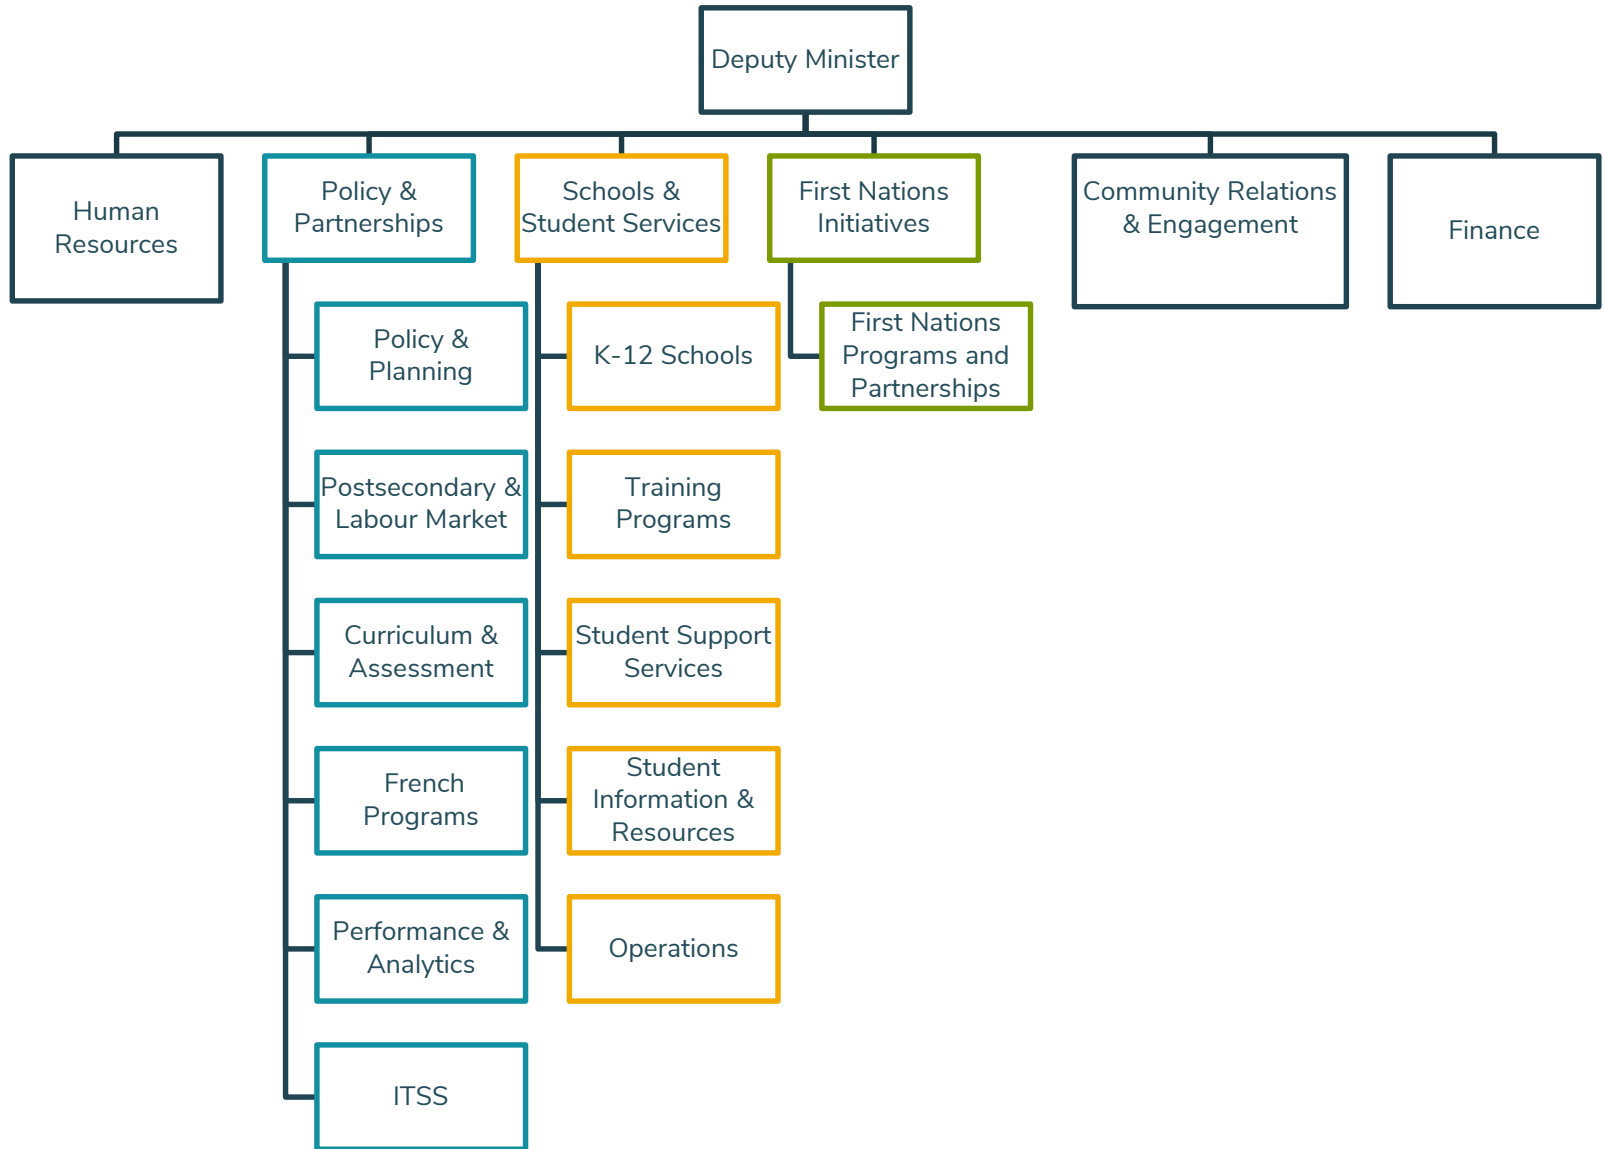 Deputy Minister
Human
Resources
Policy &
Partnerships
Schools &
Student Services
First Nations
Initiatives
Community Relations
& Engagement
Finance
Policy &
Planning
Postsecondary &
Labour Market
Curriculum &
Assessment
French
Programs
Performance &
Analytics
ITSS
K-12 Schools
Training
Programs
Student Support
Services
Student
Information &
Resources
Operations
First Nations
Programs and
Partnerships